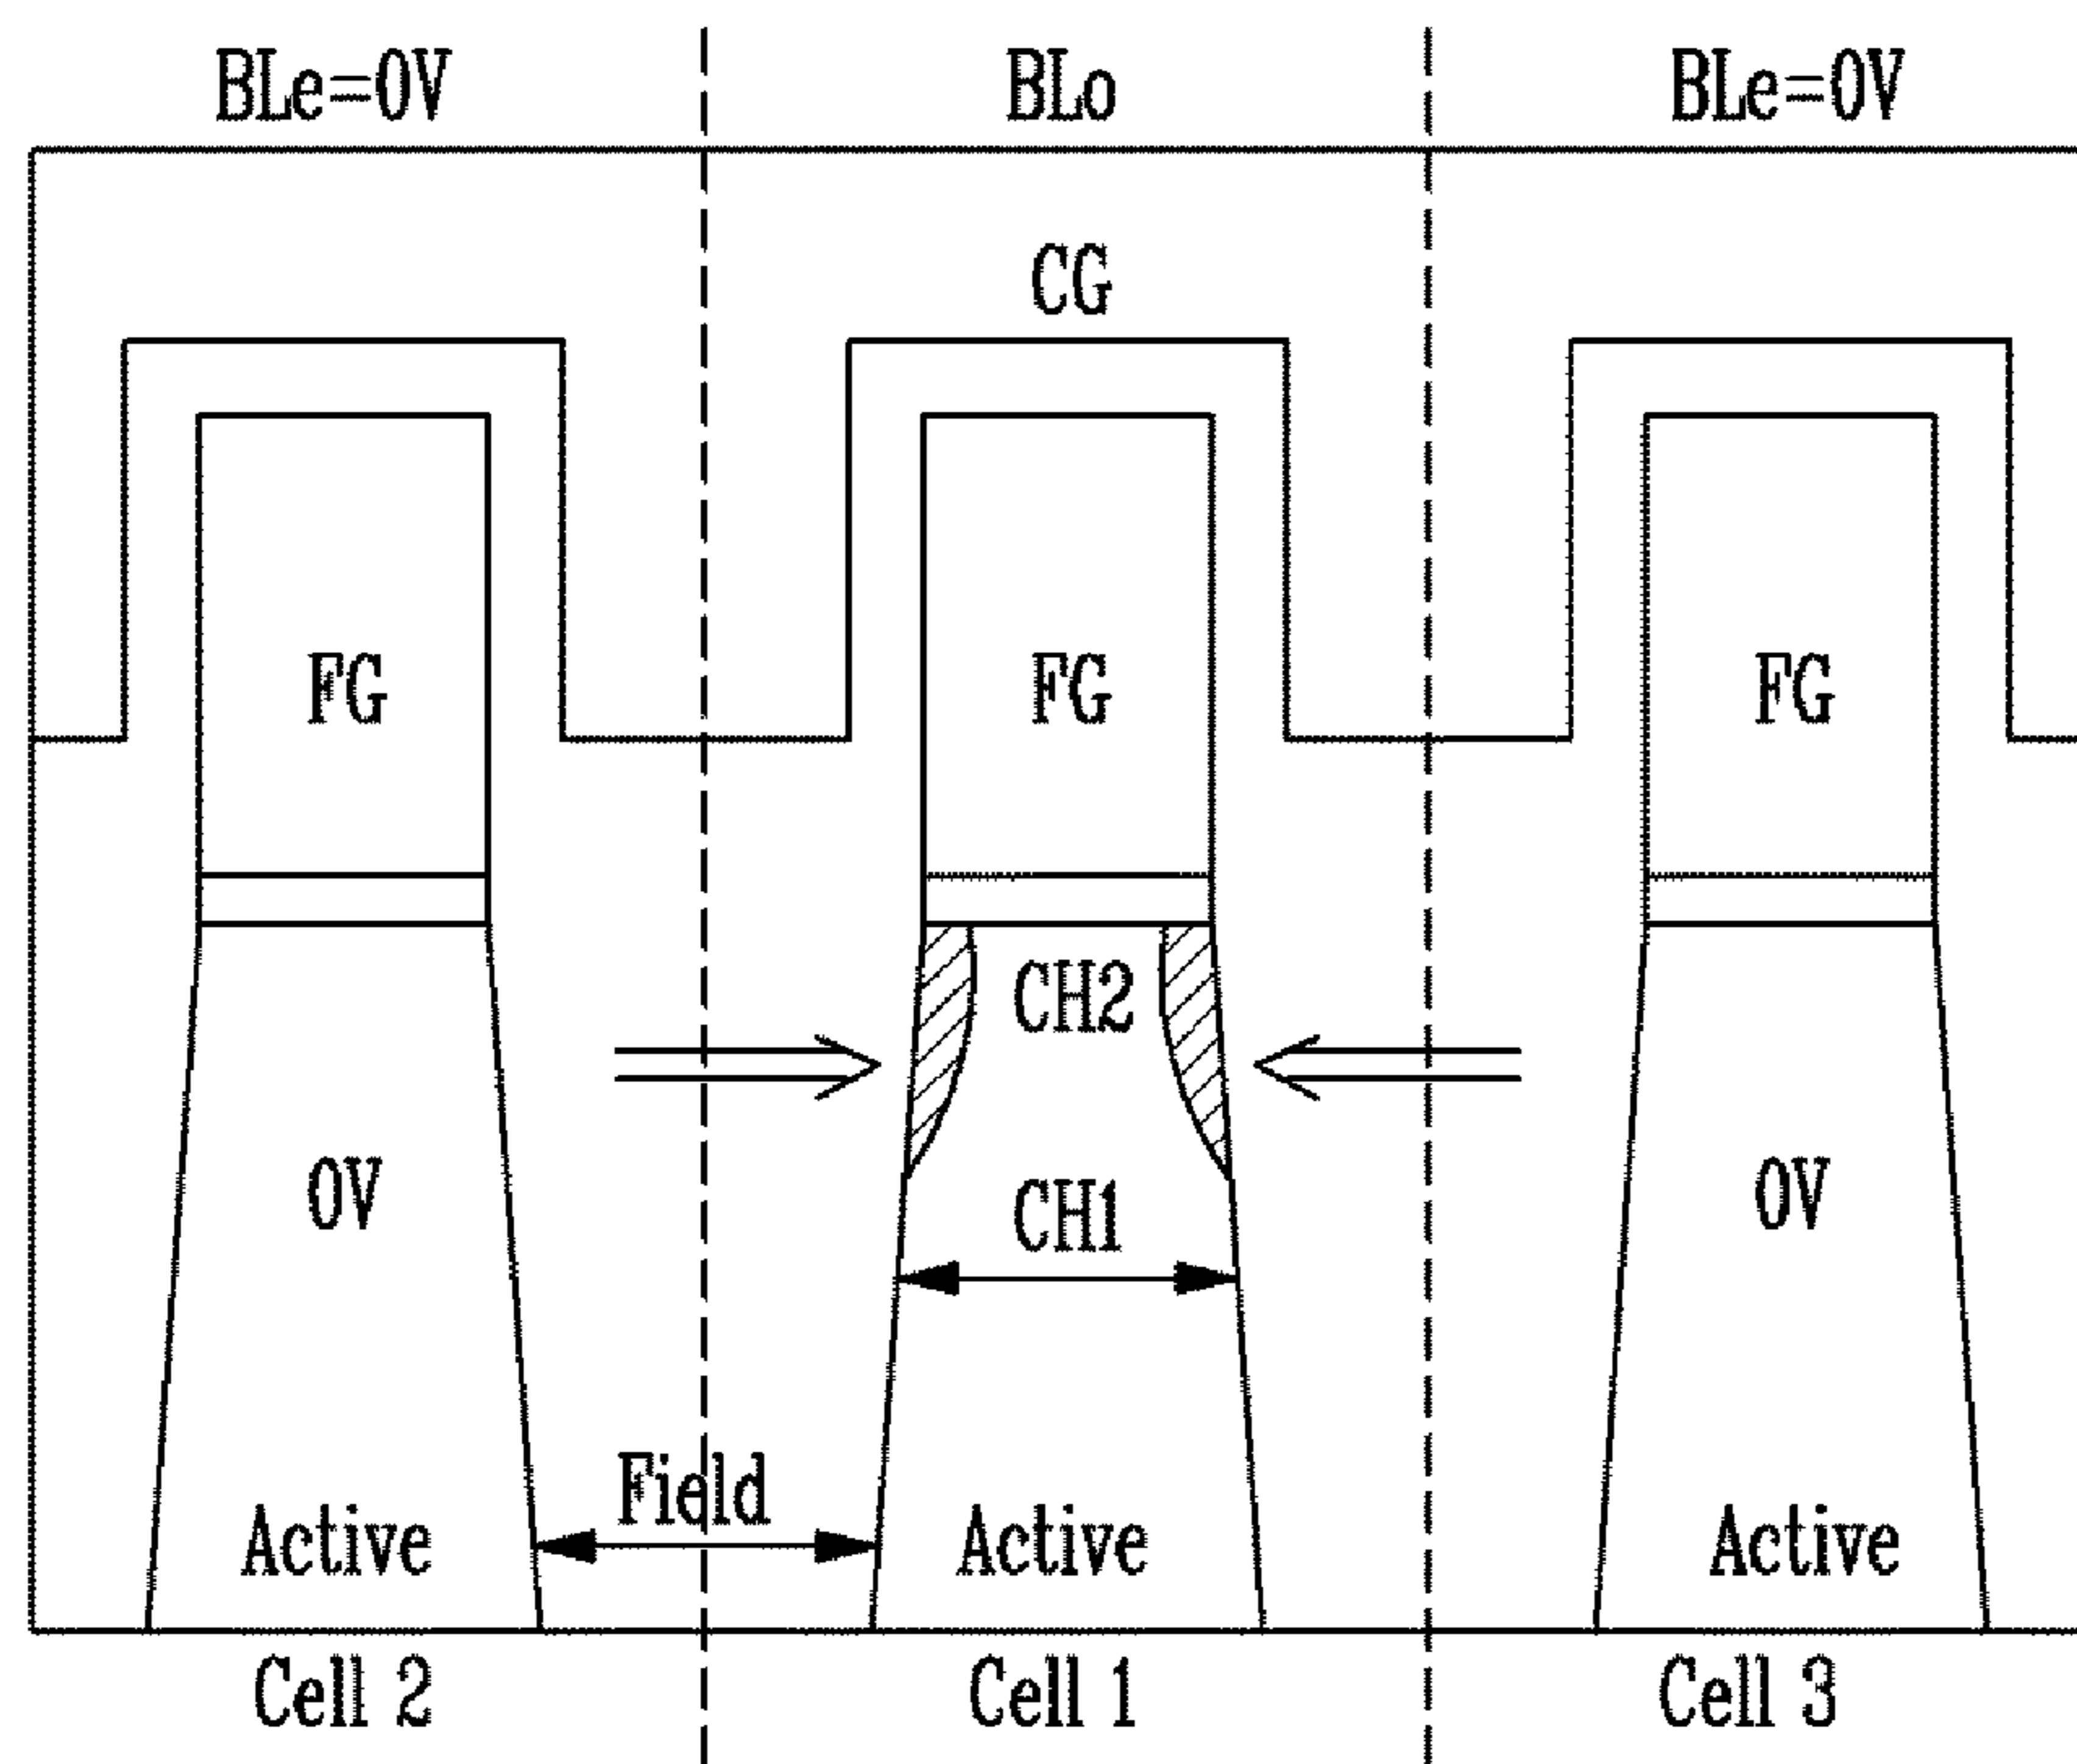 BLe=0V BLo BLe=0V
CG
FG FG FG
CH2
0V CH1 0V
Field
Active Active Active
Cell 2 Cell 1 Cell 3